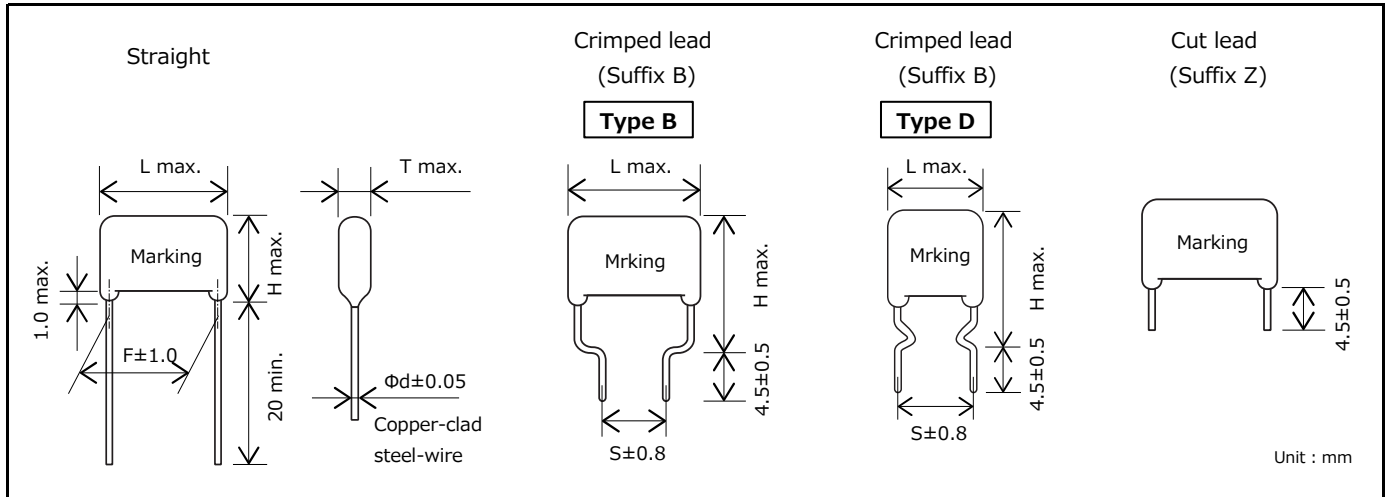 Straight
L max.
T max.
Marking
H max.
1.0 max.
F±1.0
20 min.
Φd±0.05
Copper-clad
steel-wire
Crimped lead
(Suffix B)
Type B
L max.
Mrking
H max.
4.5±0.5
S±0.8
Crimped lead
(Suffix B)
Type D
L max.
Mrking
H max.
4.5±0.5
S±0.8
Cut lead
(Suffix Z)
Marking
4.5±0.5
Unit : mm